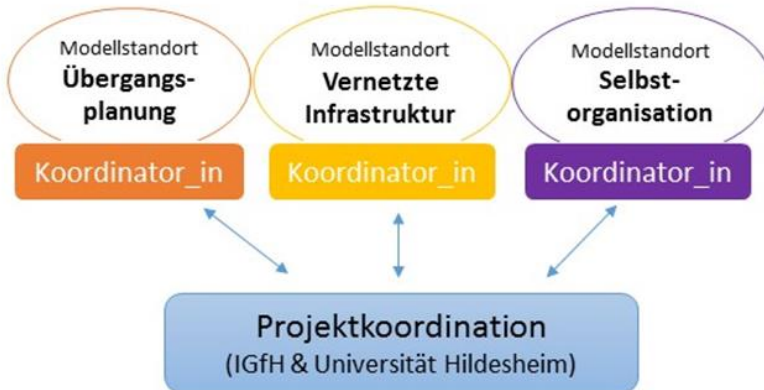 Modellstandort
Übergangs-
planung
Modellstandort
Vernetzte
Infrastruktur
Modellstandort
Selbst-
organisation
Koordinator_in
Koordinator_in
Koordinator_in
Projektkoordination
(IGfH & Universität Hildesheim)